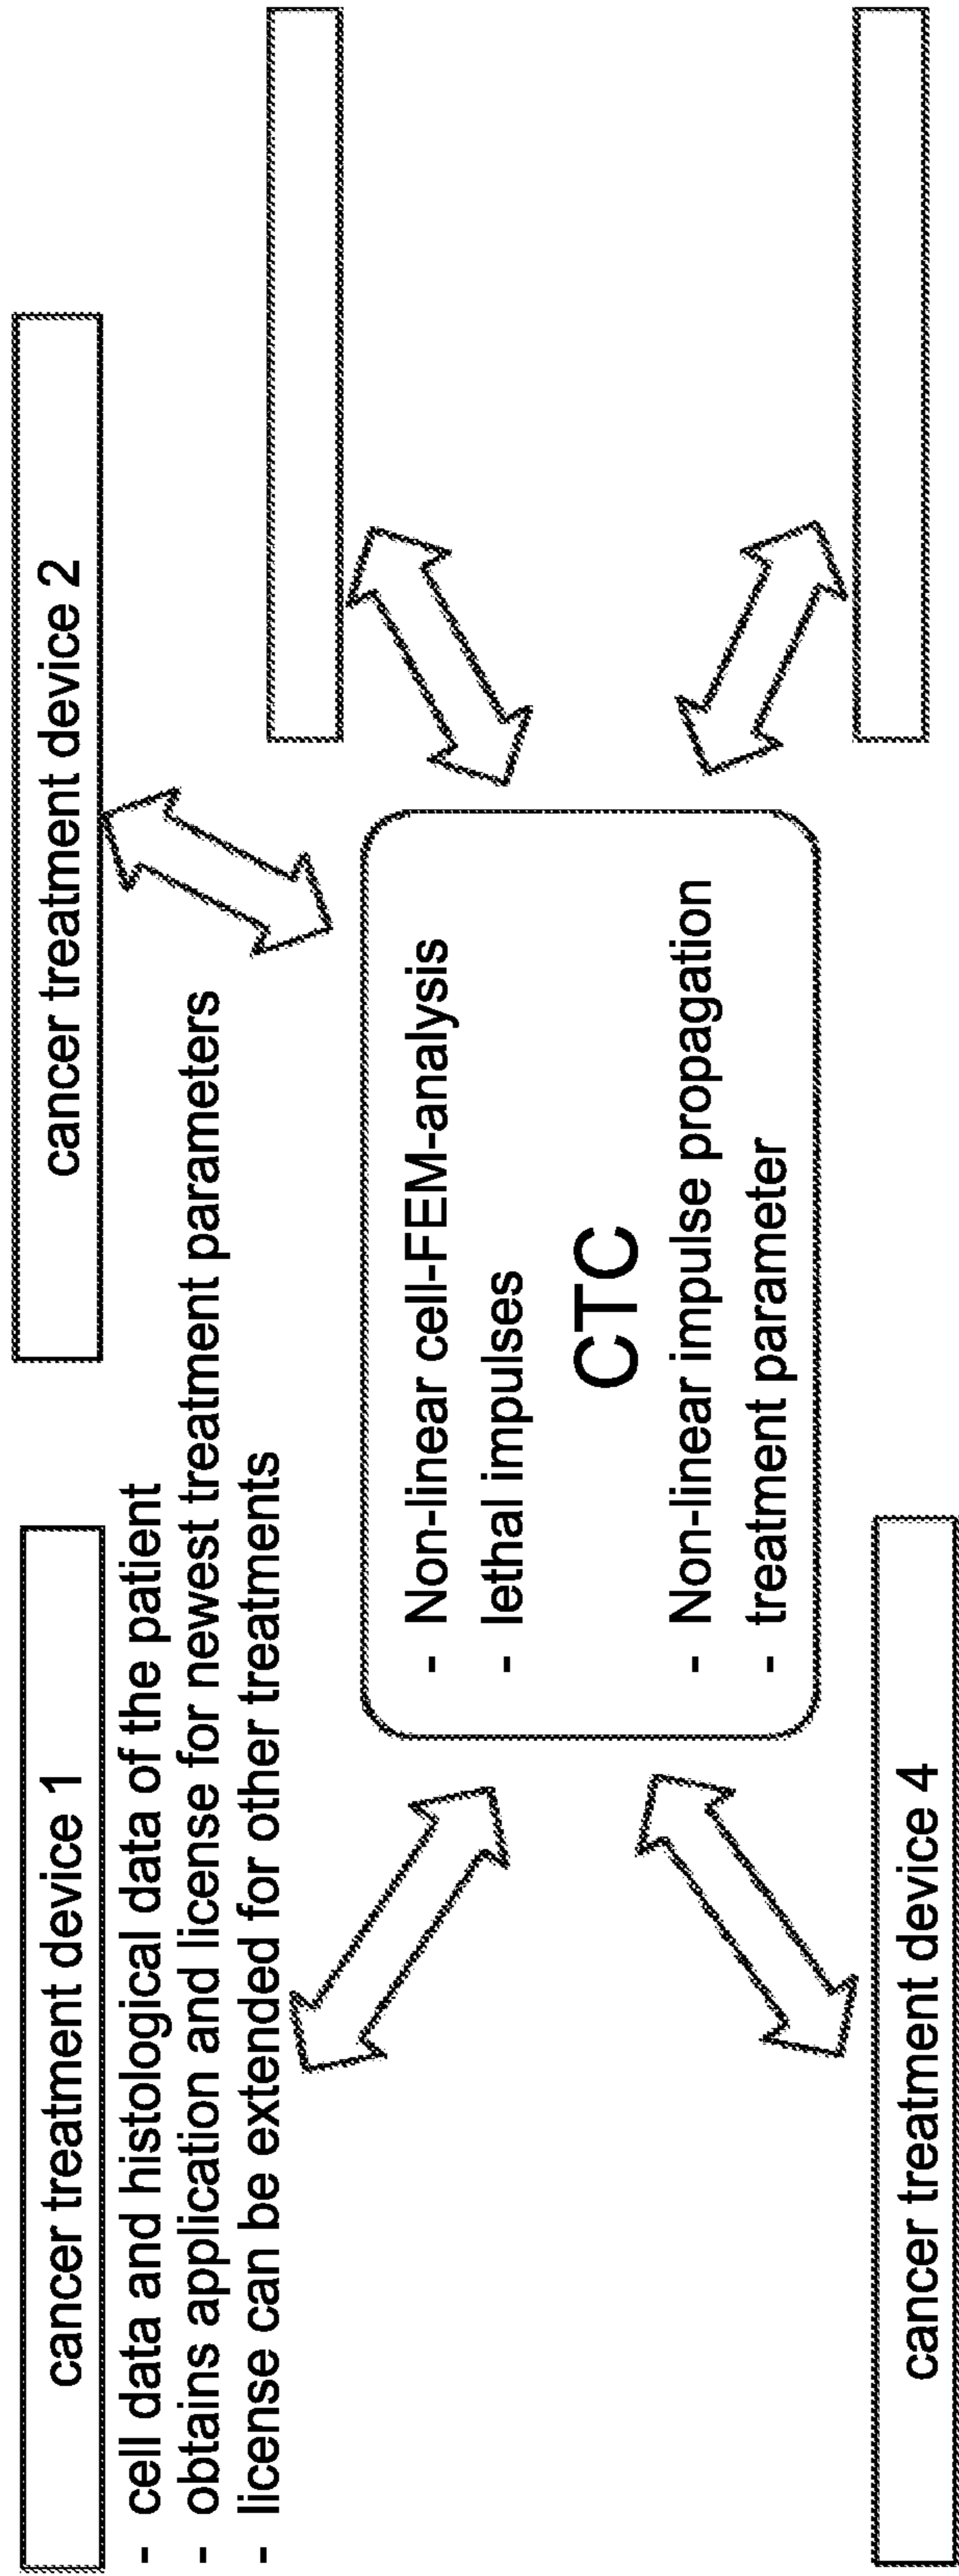 cancer treatment device 1
- cell data and histological data of the patient
- obtains application and license for newest treatment parameters
- license can be extended for other treatments
cancer treatment device 2
- Non-linear cell-FEM-analysis
- lethal impulses
CTC
- Non-linear impulse propagation
- treatment parameter
cancer treatment device 4